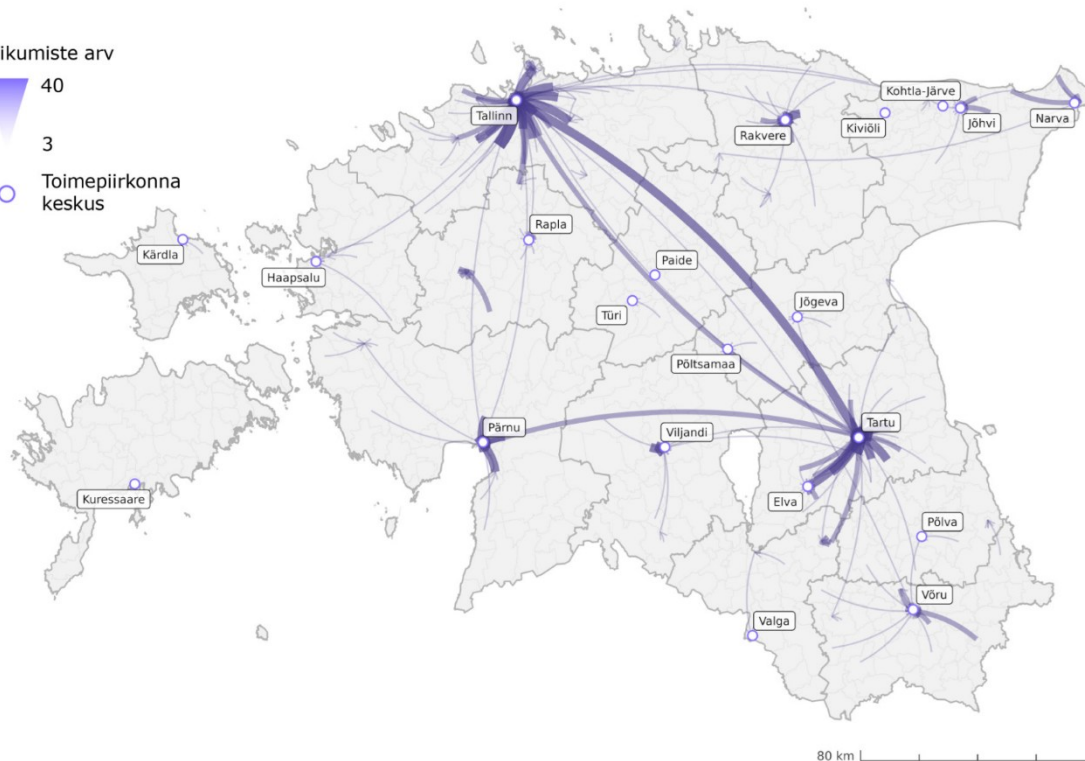 ikumiste arv
40
3
Toimepiirkonna
keskus
Tallinn
Rakvere
Kohtla-Järve
Kiviõli
Jõhvi
Narva
Kärdla
Haapsalu
Rapla
Paide
Türi
Jõgeva
Põltsamaa
Pärnu
Viljandi
Tartu
Elva
Kuressaare
Põlva
Võru
Valga
80 km